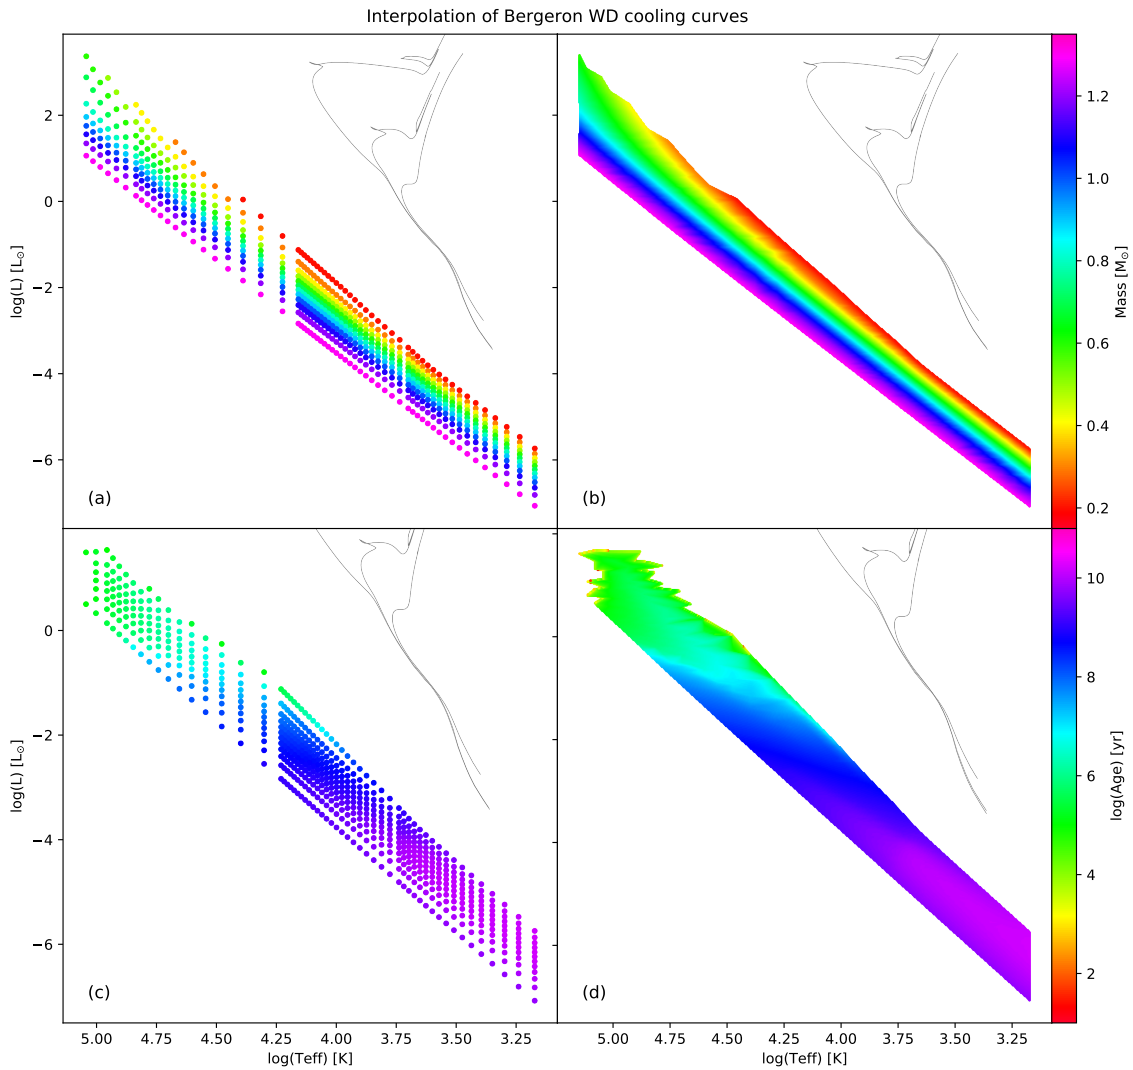 Interpolation of Bergeron WD cooling curves
log(L) [L⊙]
2
0
−2
−4
−6
(a)
(b)
1.2
1.0
0.8
0.6
0.4
0.2
Mass [M⊙]
log(L) [L⊙]
0
−2
−4
−6
(c)
(d)
10
8
6
4
2
log(Age) [yr]
5.00 4.75 4.50 4.25 4.00 3.75 3.50 3.25
5.00 4.75 4.50 4.25 4.00 3.75 3.50 3.25
log(Teff) [K]
log(Teff) [K]